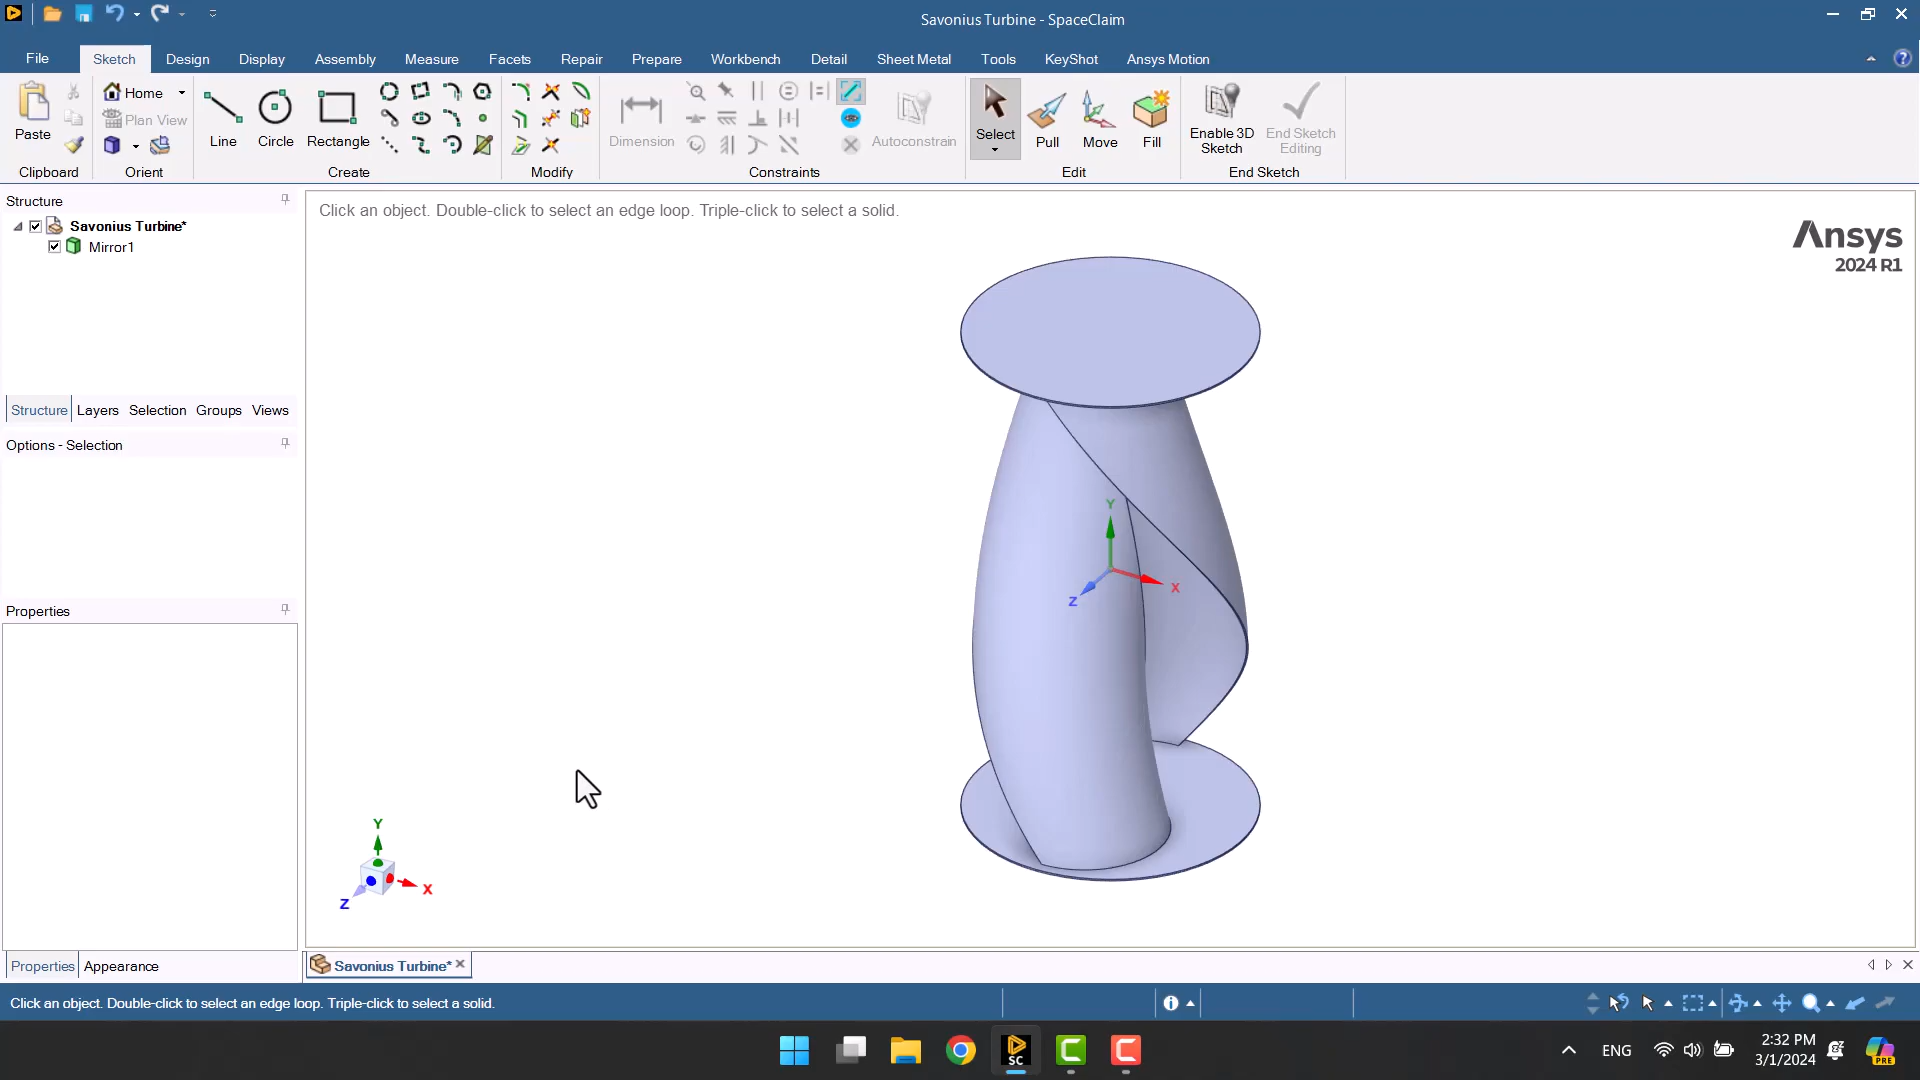 Savonius Turbine - SpaceClaim
File
Sketch
Design
Display
Assembly
Measure
Facets
Repair
Prepare
Workbench
Detail
Sheet Metal
Tools
KeyShot
Ansys Motion
Paste
Home
Plan View
Line
Circle
Rectangle
Dimension
Autoconstrain
Select
Pull
Move
Fill
Enable 3D
Sketch
End Sketch
Editing
Clipboard
Orient
Create
Modify
Constraints
Edit
End Sketch
Structure
Savonius Turbine*
Mirror1
Structure
Layers
Selection
Groups
Views
Options - Selection
Properties
Properties
Appearance
Click an object. Double-click to select an edge loop. Triple-click to select a solid.
Ansys
2024 R1
Y
X
Z
Y
X
Z
Savonius Turbine*
Click an object. Double-click to select an edge loop. Triple-click to select a solid.
SC
ENG
2:32 PM
3/1/2024
PRE